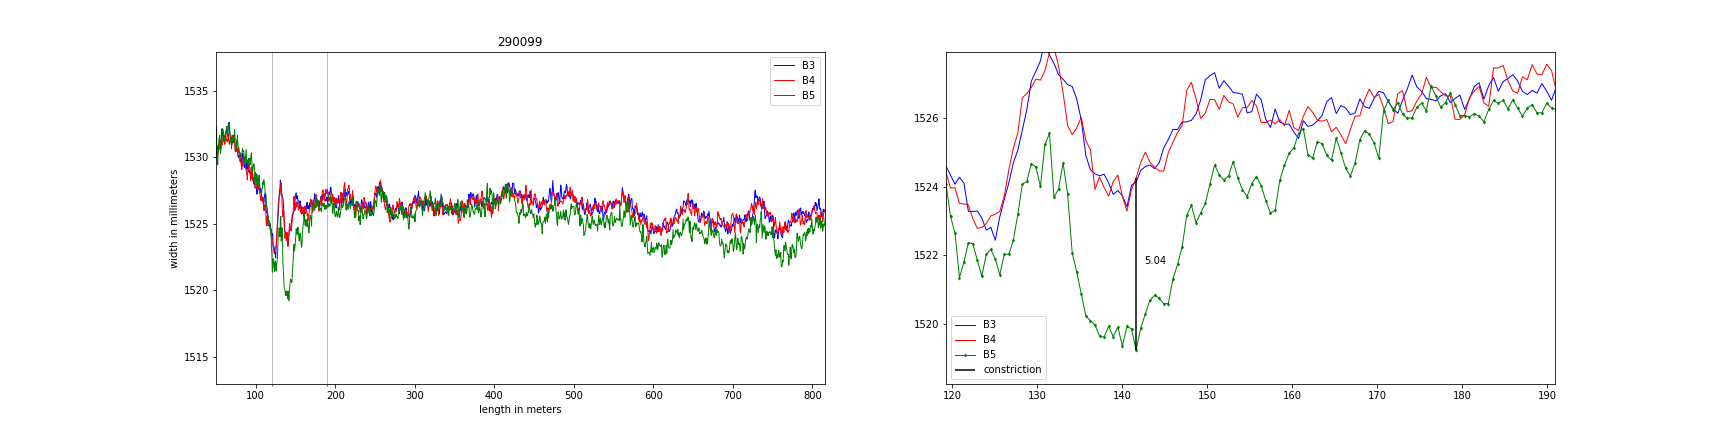 290099
width in millimeters
1535
1530
1525
1520
1515
B3
B4
B5
100 200 300 400 500 600 700 800
length in meters
1526
1524
1522
1520
5.04
B3
B4
B5
constriction
120 130 140 150 160 170 180 190